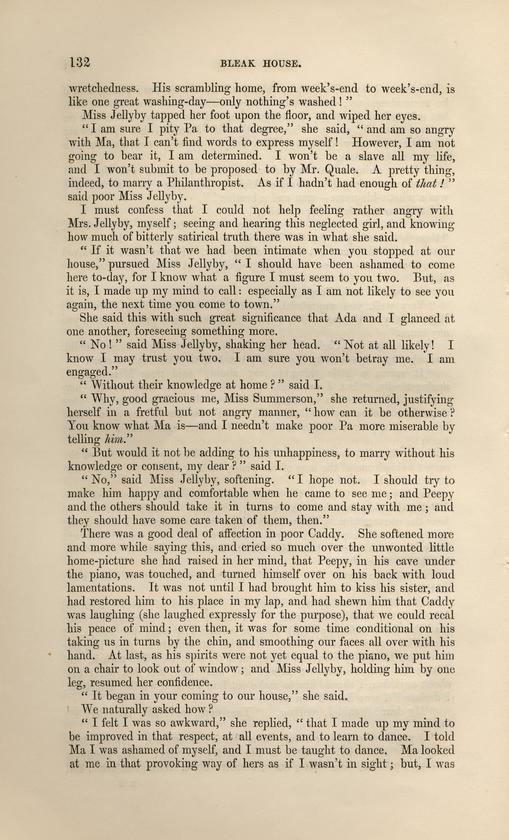 132 BLEAK HOUSE.
wretchedness. His scrambling home, from week's-end to week's-end, is
like one great washing-day—only nothing's washed!"
Miss Jellyby tapped her foot upon the floor, and wiped her eyes.
"I am sure I pity Pa to that degree," she said, "and am so angry
with Ma, that I can't find words to express myself! However, I am not
going to bear it, I am determined. I won't be a slave all my life,
and I won't submit to be proposed to by Mr. Quale. A pretty thing,
indeed, to marry a Philanthropist. As if I hadn't had enough of that!"
said poor Miss Jellyby.
I must confess that I could not help feeling rather angry with
Mrs. Jellyby, myself; seeing and hearing this neglected girl, and knowing
how much of bitterly satirical truth there was in what she said.
"If it wasn't that we had been intimate when you stopped at our
house," pursued Miss Jellyby, "I should have been ashamed to come
here to-day, for I know what a figure I must seem to you two. But, as
it is, I made up my mind to call: especially as I am not likely to see you
again, the next time you come to town."
She said this with such great significance that Ada and I glanced at
one another, foreseeing something more.
"No!" said Miss Jellyby, shaking her head. "Not at all likely! I
know I may trust you two. I am sure you won't betray me. I am
engaged."
"Without their knowledge at home?" said I.
"Why, good gracious me, Miss Summerson," she returned, justifying
herself in a fretful but not angry manner, "how can it be otherwise?
You know what Ma is—and I needn't make poor Pa more miserable by
telling him."
"But would it not be adding to his unhappiness, to marry without his
knowledge or consent, my dear?" said I.
"No," said Miss Jellyby, softening. "I hope not. I should try to
make him happy and comfortable when he came to see me; and Peepy
and the others should take it in turns to come and stay with me; and
they should have some care taken of them, then."
There was a good deal of affection in poor Caddy. She softened more
and more while saying this, and cried so much over the unwonted little
home-picture she had raised in her mind, that Peepy, in his cave under
the piano, was touched, and turned himself over on his back with loud
lamentations. It was not until I had brought him to kiss his sister, and
had restored him to his place in my lap, and had shewn him that Caddy
was laughing (she laughed expressly for the purpose), that we could recal
his peace of mind; even then, it was for some time conditional on his
taking us in turns by the chin, and smoothing our faces all over with his
hand. At last, as his spirits were not yet equal to the piano, we put him
on a chair to look out of window; and Miss Jellyby, holding him by one
leg, resumed her confidence.
"It began in your coming to our house," she said.
We naturally asked how?
"I felt I was so awkward," she replied, "that I made up my mind to
be improved in that respect, at all events, and to learn to dance. I told
Ma I was ashamed of myself, and I must be taught to dance. Ma looked
at me in that provoking way of hers as if I wasn't in sight; but, I was